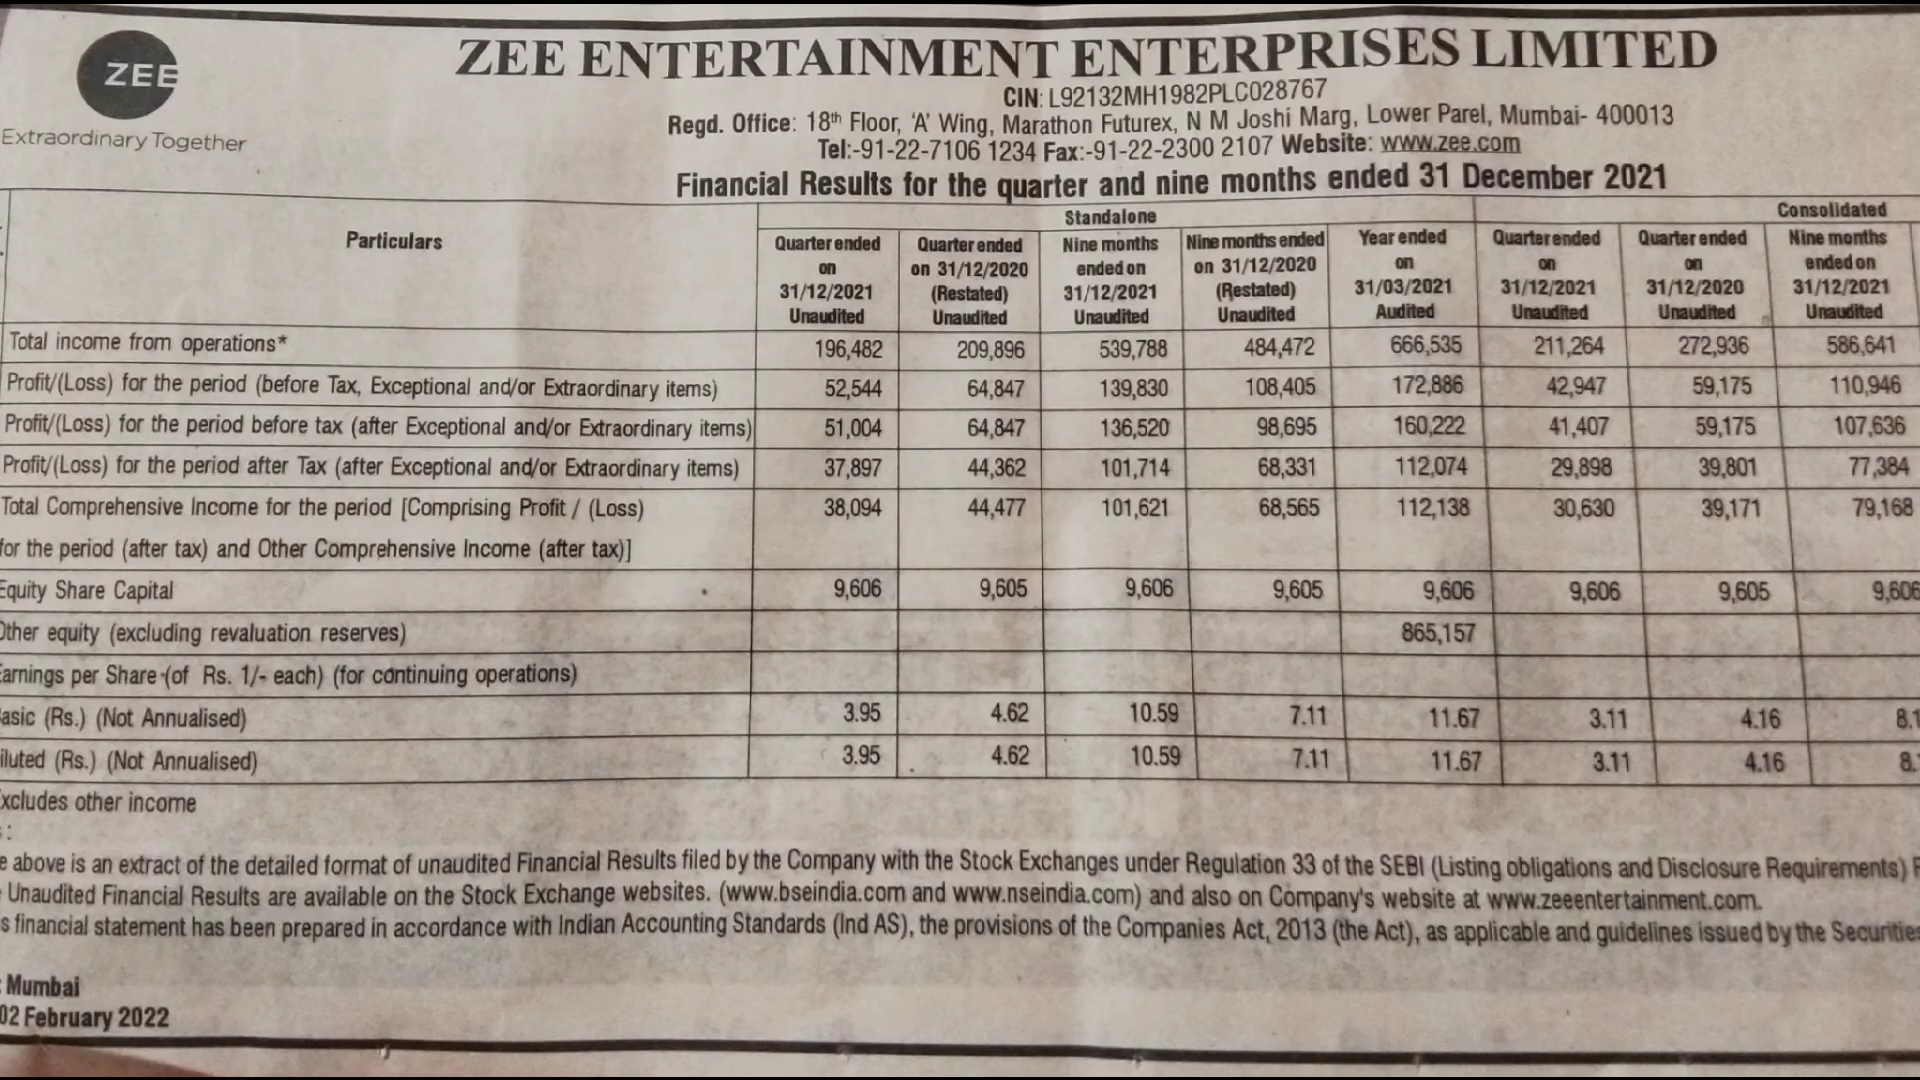 ZEE
Extraordinary Together
ZEE ENTERTAINMENT ENTERPRISES LIMITED
CIN: L92132MH1982PLC028767
Regd. Office: 18th Floor, 'A' Wing, Marathon Futurex, N M Joshi Marg, Lower Parel, Mumbai- 400013
Tel:-91-22-7106 1234 Fax:-91-22-2300 2107 Website: www.zee.com
Financial Results for the quarter and nine months ended 31 December 2021
Standalone Consolidated
Particulars
Quarter ended on 31/12/2021 Unaudited
Quarter ended on 31/12/2020 (Restated) Unaudited
Nine months ended on 31/12/2021 Unaudited
Nine months ended on 31/12/2020 (Restated) Unaudited
Year ended on 31/03/2021 Audited
Quarter ended on 31/12/2021 Unaudited
Quarter ended on 31/12/2020 Unaudited
Nine months ended on 31/12/2021 Unaudited
Total income from operations* 196,482 209,896 539,788 484,472 666,535 211,264 272,936 586,641
Profit/(Loss) for the period (before Tax, Exceptional and/or Extraordinary items) 52,544 64,847 139,830 108,405 172,886 42,947 59,175 110,946
Profit/(Loss) for the period before tax (after Exceptional and/or Extraordinary items) 51,004 64,847 136,520 98,695 160,222 41,407 59,175 107,636
Profit/(Loss) for the period after Tax (after Exceptional and/or Extraordinary items) 37,897 44,362 101,714 68,331 112,074 29,898 39,801 77,384
Total Comprehensive Income for the period [Comprising Profit / (Loss) 38,094 44,477 101,621 68,565 112,138 30,630 39,171 79,168
for the period (after tax) and Other Comprehensive Income (after tax)]
Equity Share Capital 9,606 9,605 9,606 9,605 9,606 9,606 9,605 9,606
Other equity (excluding revaluation reserves) 865,157
Earnings per Share (of Rs. 1/- each) (for continuing operations)
asic (Rs.) (Not Annualised) 3.95 4.62 10.59 7.11 11.67 3.11 4.16 8.1
iluted (Rs.) (Not Annualised) 3.95 4.62 10.59 7.11 11.67 3.11 4.16 8.
xcludes other income
:
e above is an extract of the detailed format of unaudited Financial Results filed by the Company with the Stock Exchanges under Regulation 33 of the SEBI (Listing obligations and Disclosure Requirements)
Unaudited Financial Results are available on the Stock Exchange websites. (www.bseindia.com and www.nseindia.com) and also on Company's website at www.zeeentertainment.com.
s financial statement has been prepared in accordance with Indian Accounting Standards (Ind AS), the provisions of the Companies Act, 2013 (the Act), as applicable and guidelines issued by the Securities
: Mumbai
02 February 2022